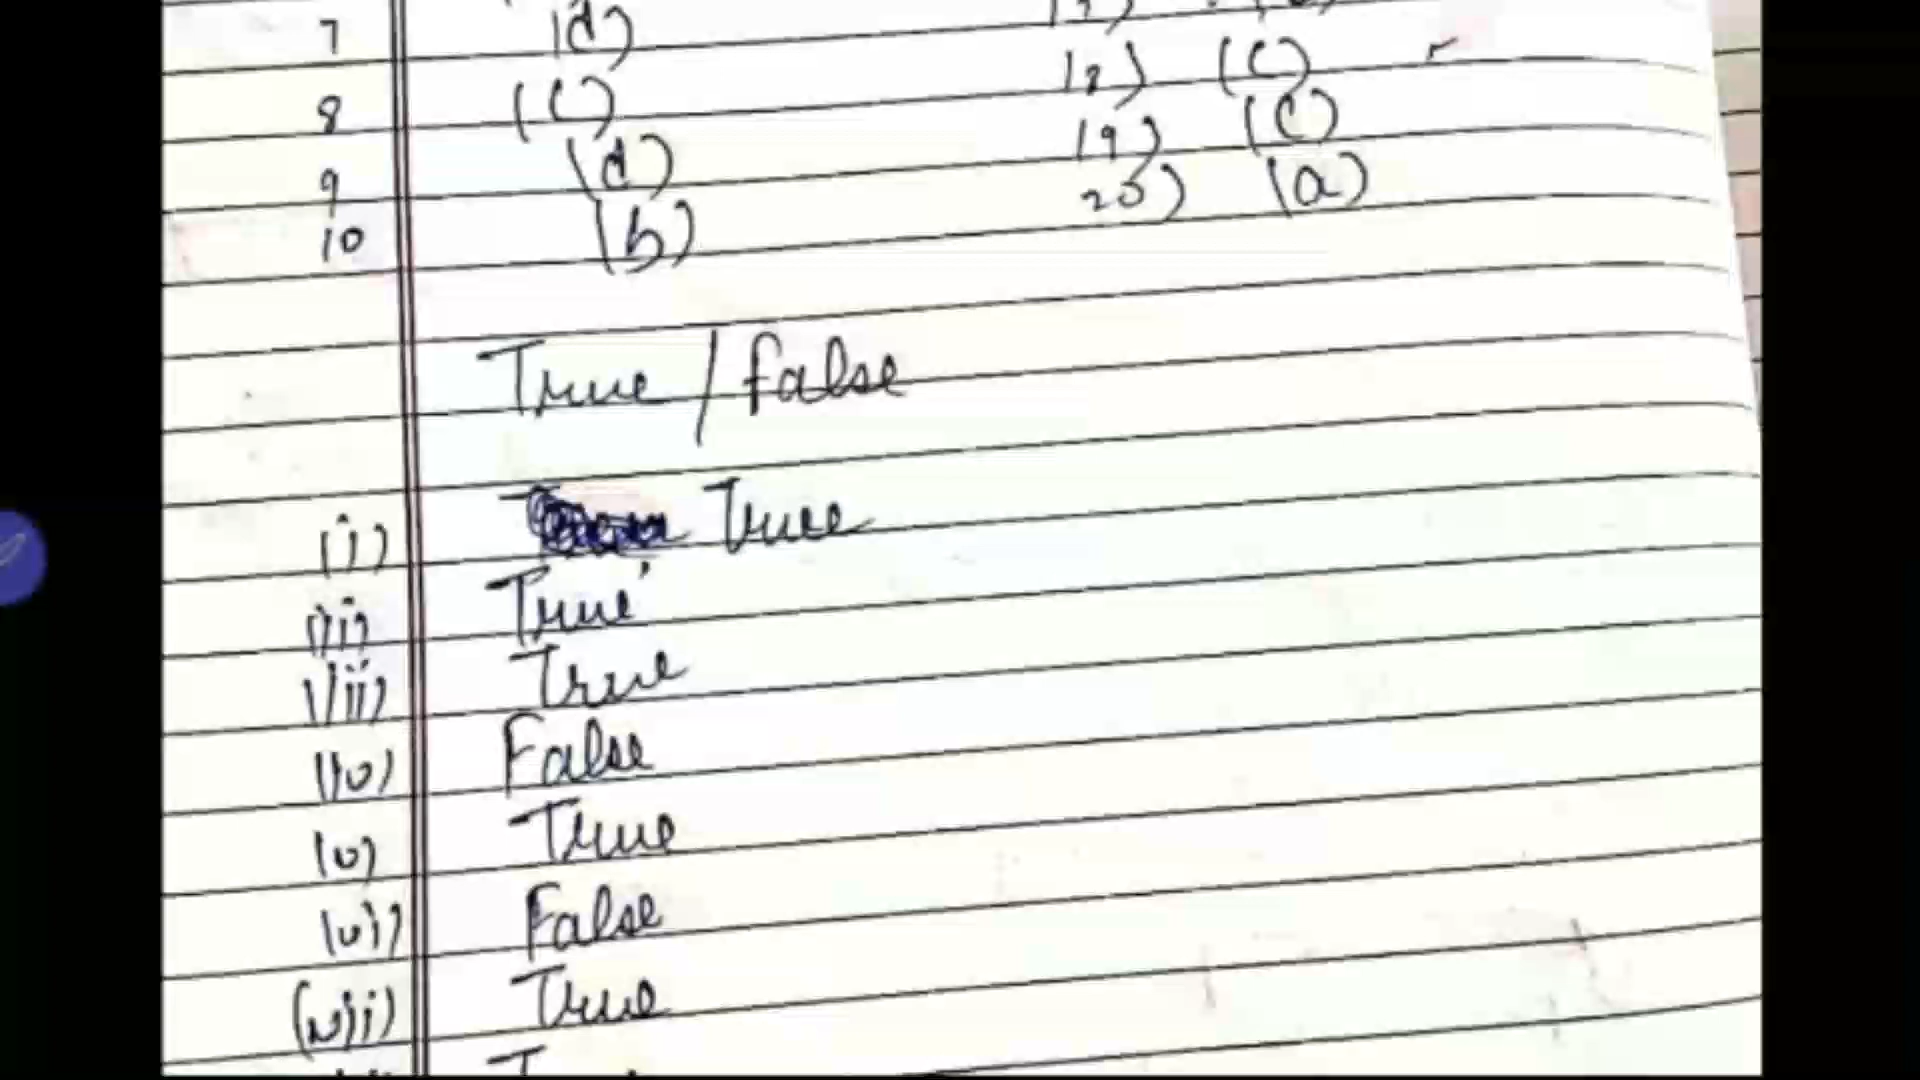 7 (d)
8 (c) 18) (c)
9 (d) 19) (c)
10 (b) 20) (a)
True / False
(i) True
(ii) True
(iii) True
(iv) False
(v) True
(vi) False
(vii) True